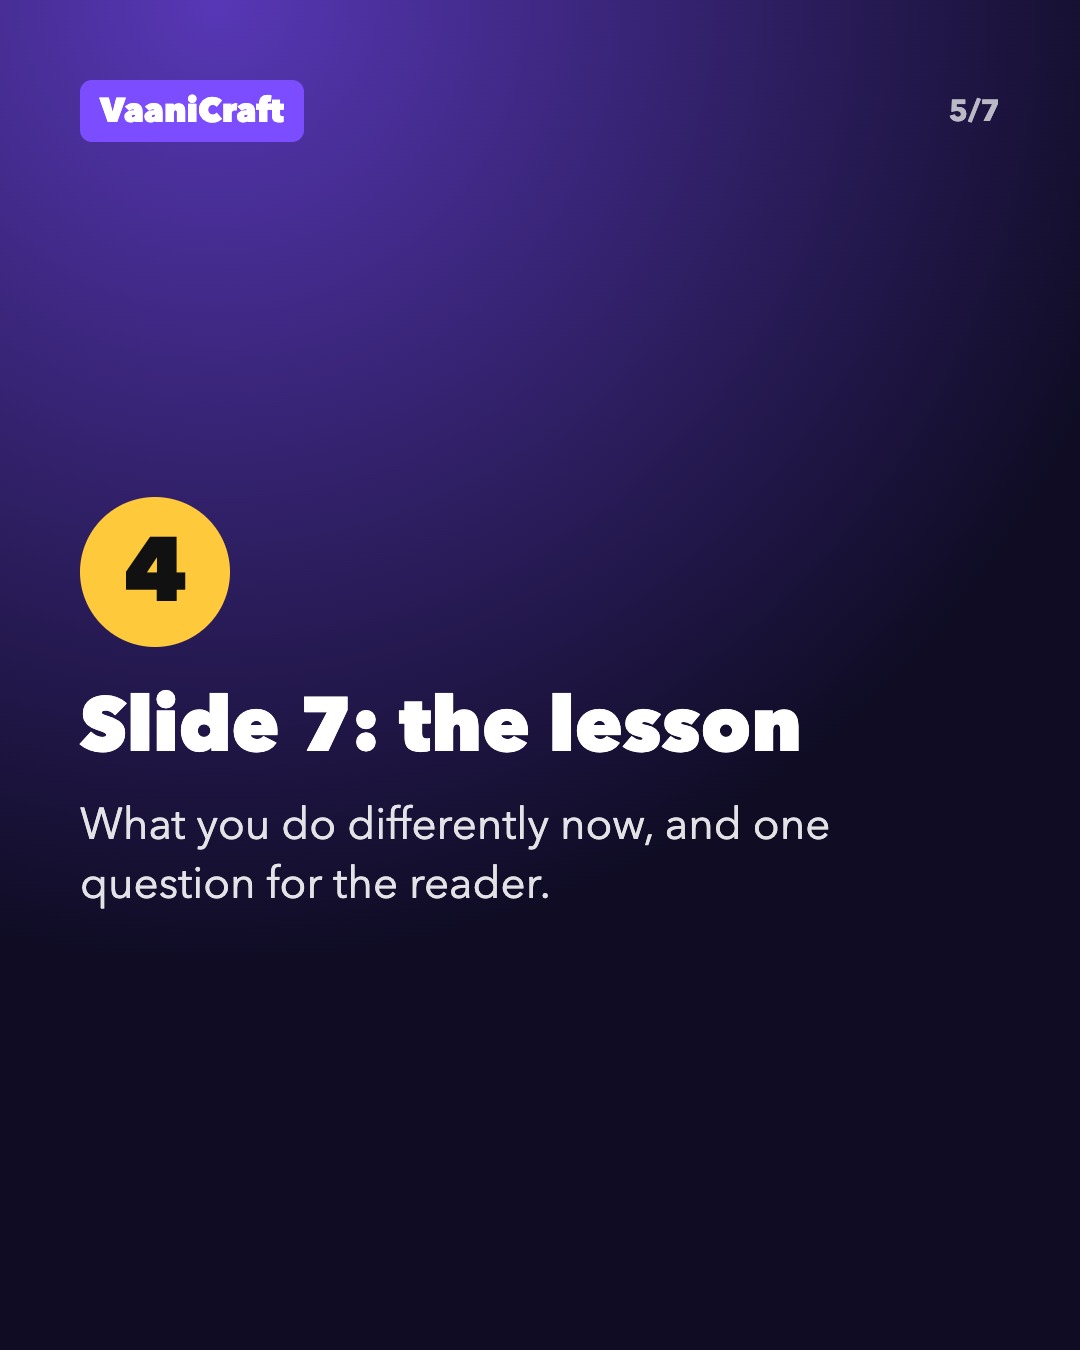 VaaniCraft
5/7
4
Slide 7: the lesson
What you do differently now, and one
question for the reader.